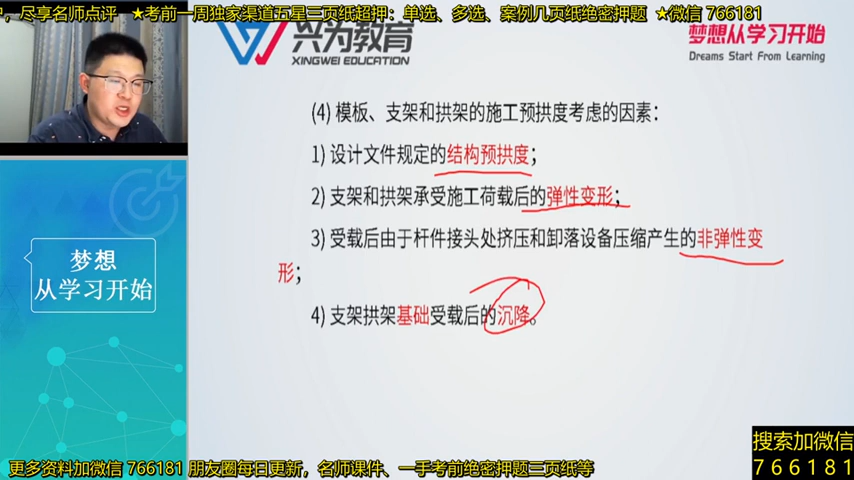 ，尽享名师点评 ★考前一周独家渠道五星三页纸超押：单选、多选、案例几页纸绝密押题 ★微信 766181
兴为教育
XINGWEI EDUCATION
梦想从学习开始
Dreams Start From Learning
(4) 模板、支架和拱架的施工预拱度考虑的因素：
1) 设计文件规定的结构预拱度；
2) 支架和拱架承受施工荷载后的弹性变形；
3) 受载后由于杆件接头处挤压和卸落设备压缩产生的非弹性变
形；
4) 支架拱架基础受载后的沉降。
梦想
从学习开始
搜索加微信
766181
更多资料加微信 766181 朋友圈每日更新，名师课件、一手考前绝密押题三页纸等